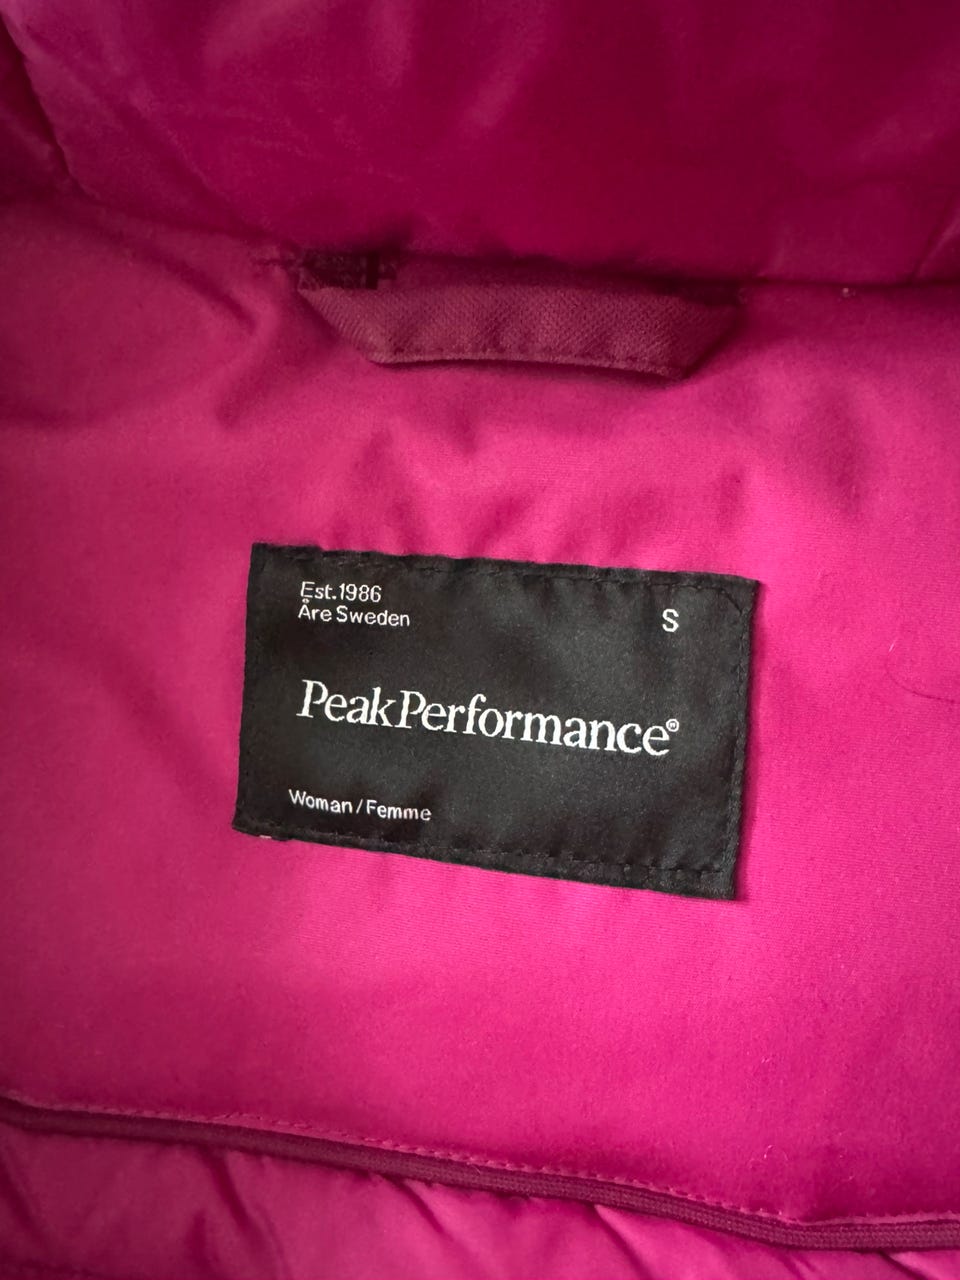 Est.1986
Åre Sweden
S
PeakPerformance®
Woman/Femme